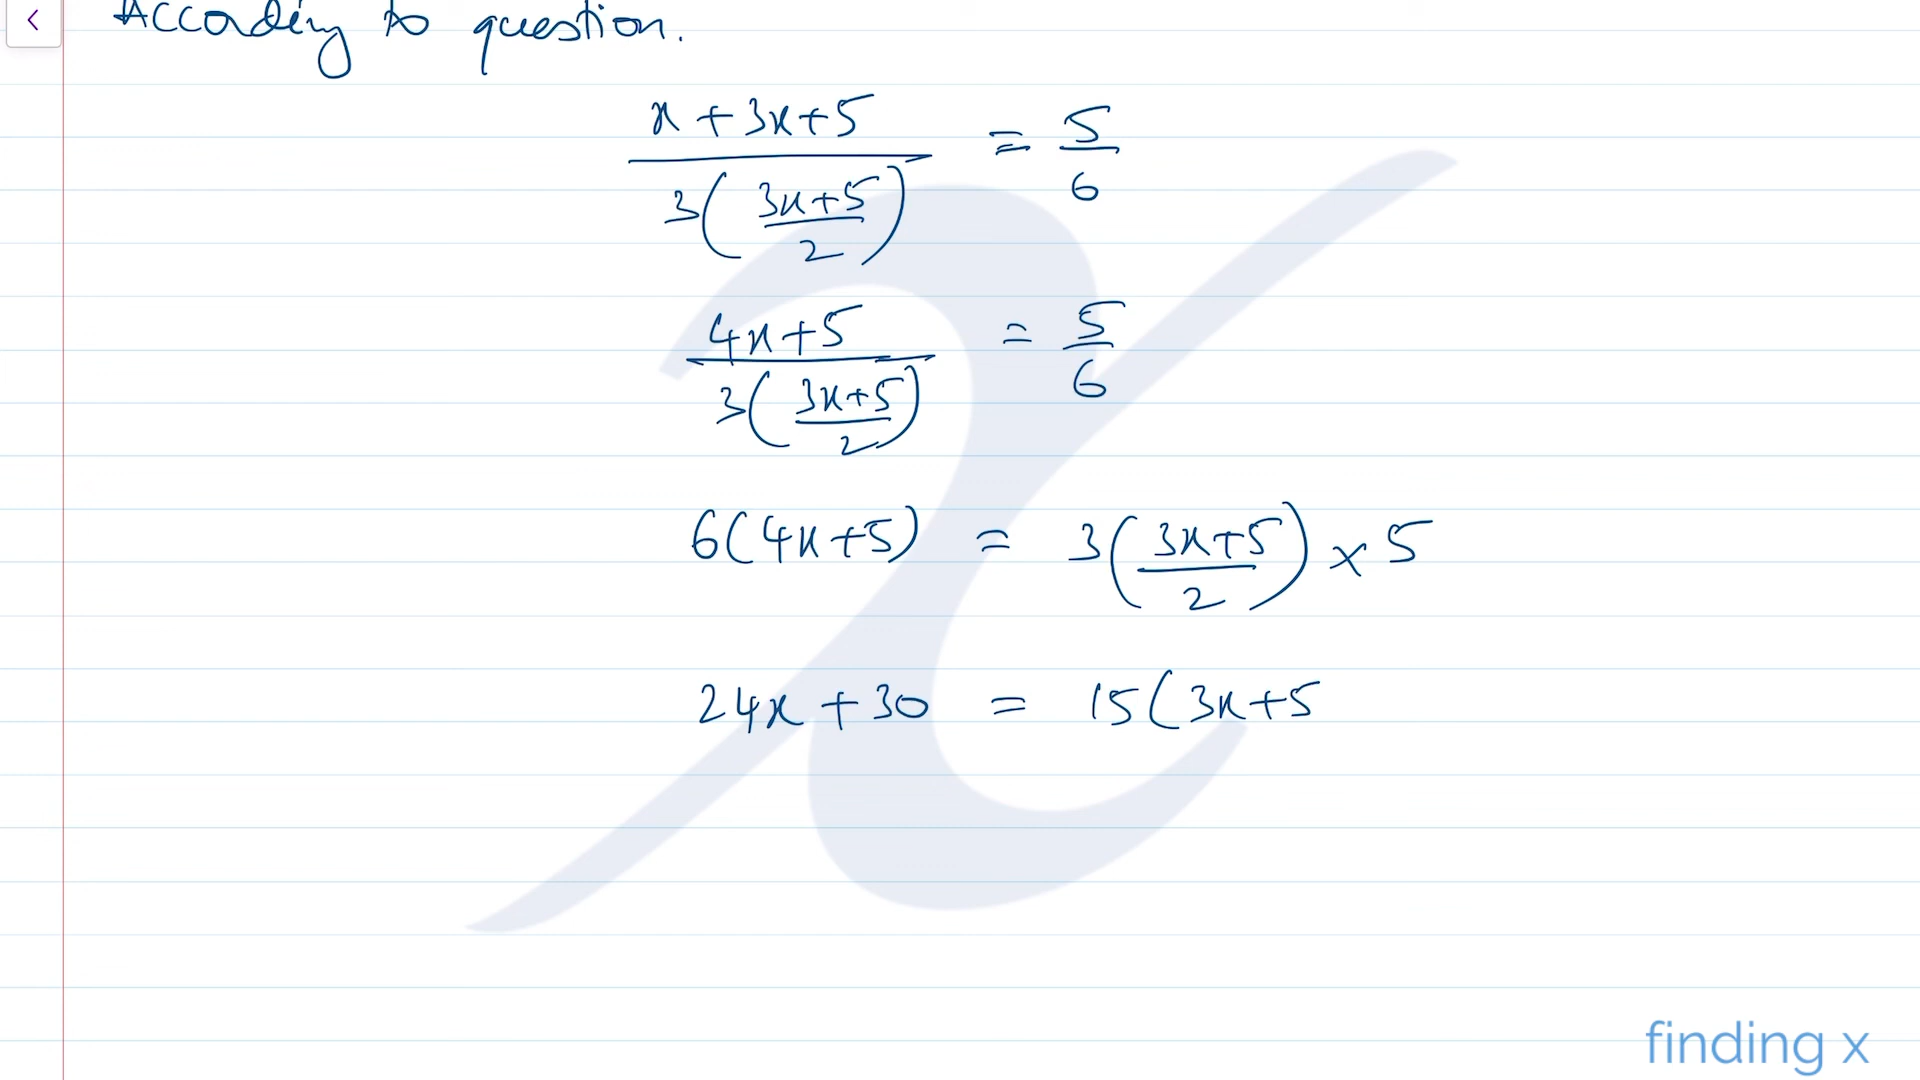 According to question.
x + 3x+5 / 3(3x+5/2) = 5/6
4x+5 / 3(3x+5/2) = 5/6
6(4x+5) = 3(3x+5/2) × 5
24x + 30 = 15(3x+5
finding x